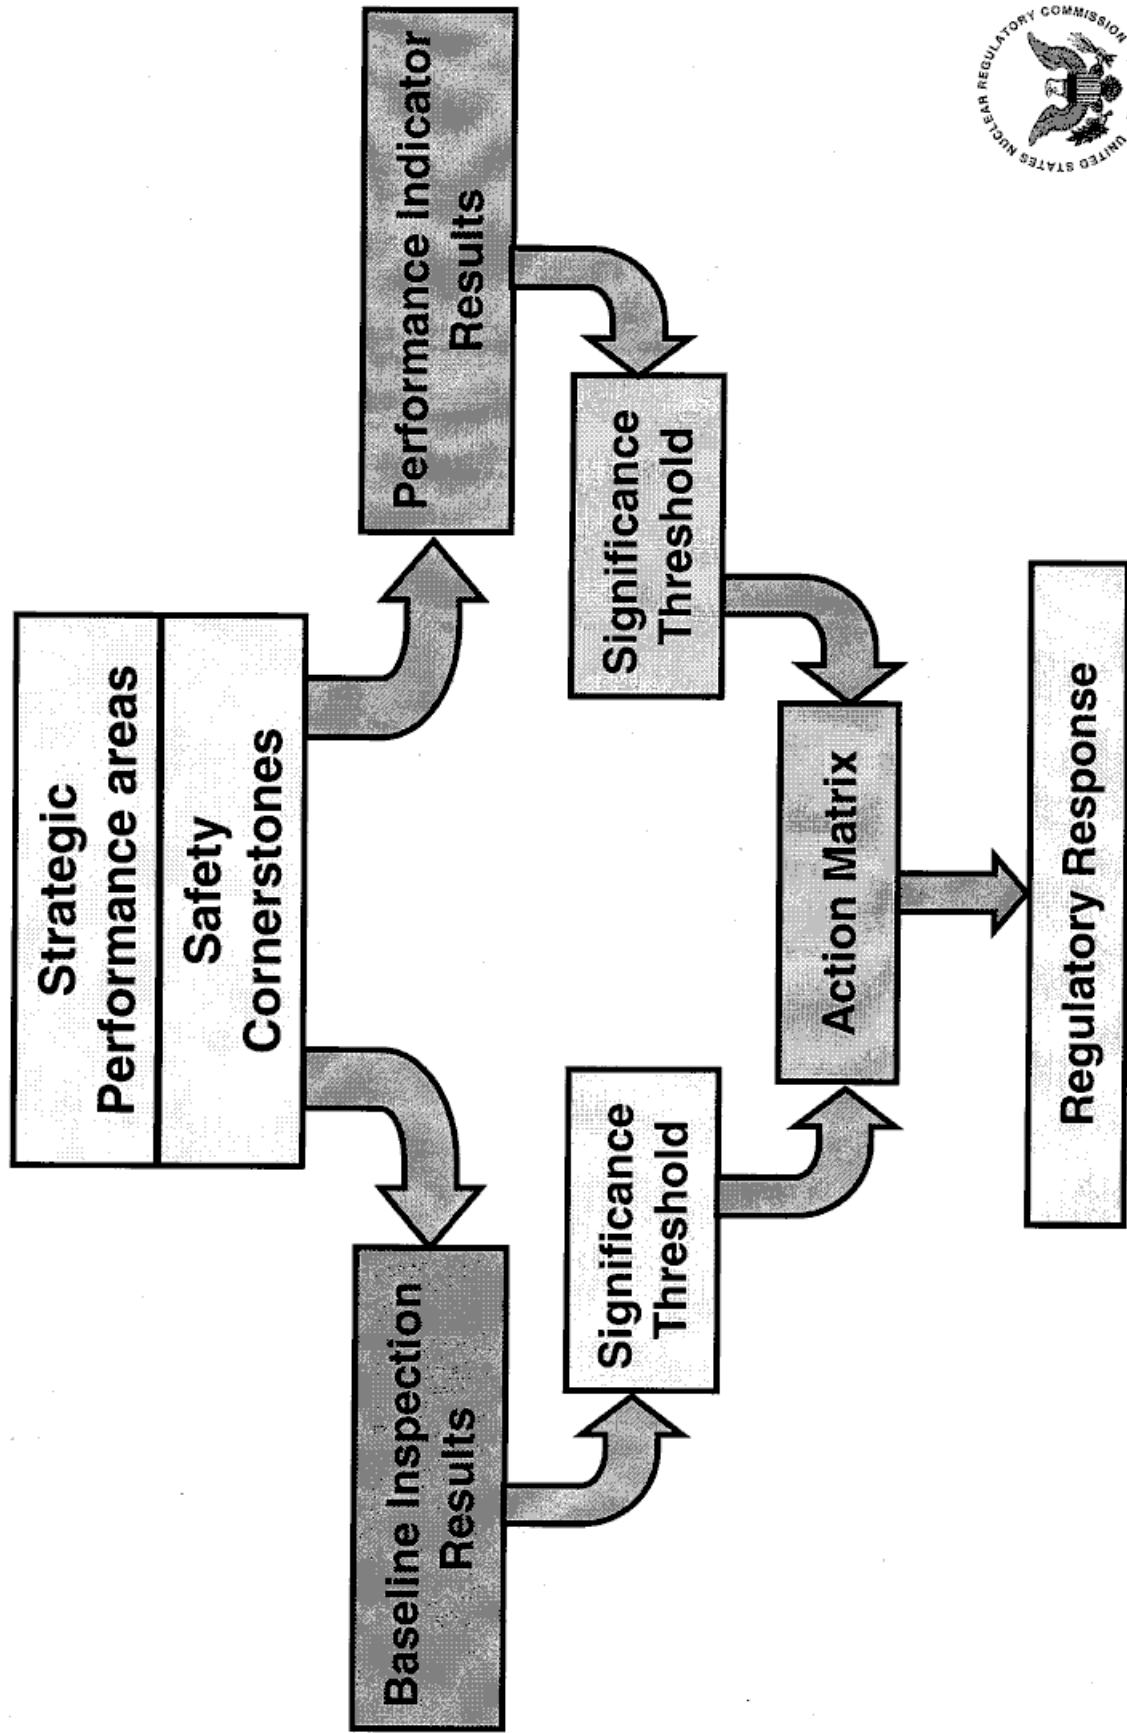 Strategic
Performance areas
Safety
Cornerstones
Baseline Inspection
Results
Performance Indicator
Results
Significance
Threshold
Significance
Threshold
Action Matrix
Regulatory Response
UNITED STATES NUCLEAR REGULATORY COMMISSION